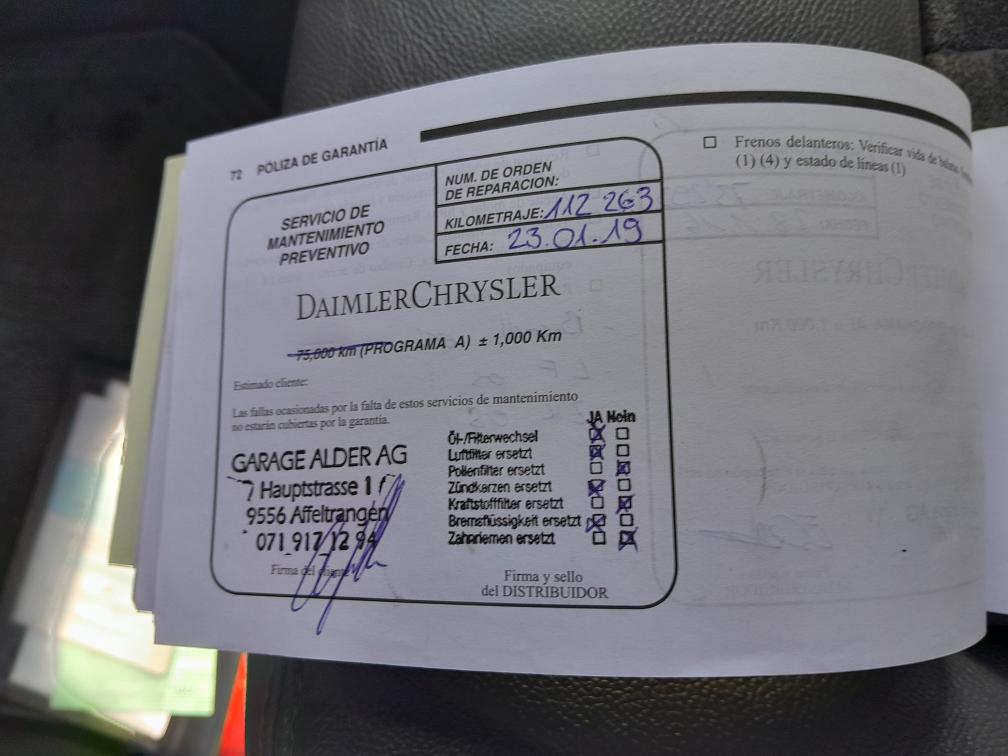 72 PÓLIZA DE GARANTÍA
SERVICIO DE
MANTENIMIENTO
PREVENTIVO
NUM. DE ORDEN
DE REPARACION:
KILOMETRAJE: 112 263
FECHA: 23.01.19
DAIMLERCHRYSLER
75,000 km (PROGRAMA A) ± 1,000 Km
Estimado cliente:
Las fallas ocasionadas por la falta de estos servicios de mantenimiento
no estarán cubiertas por la garantía.
GARAGE ALDER AG
7 Hauptstrasse 1
9556 Affeltrangen
071 917 12 94
Firma del cliente
JA Nein
Öl-/Filterwechsel
Luftfilter ersetzt
Pollenfilter ersetzt
Zündkerzen ersetzt
Kraftstofffilter ersetzt
Bremsflüssigkeit ersetzt
Zahnriemen ersetzt
Firma y sello
del DISTRIBUIDOR
Frenos delanteros: Verificar vida de
(1) (4) y estado de líneas (1)